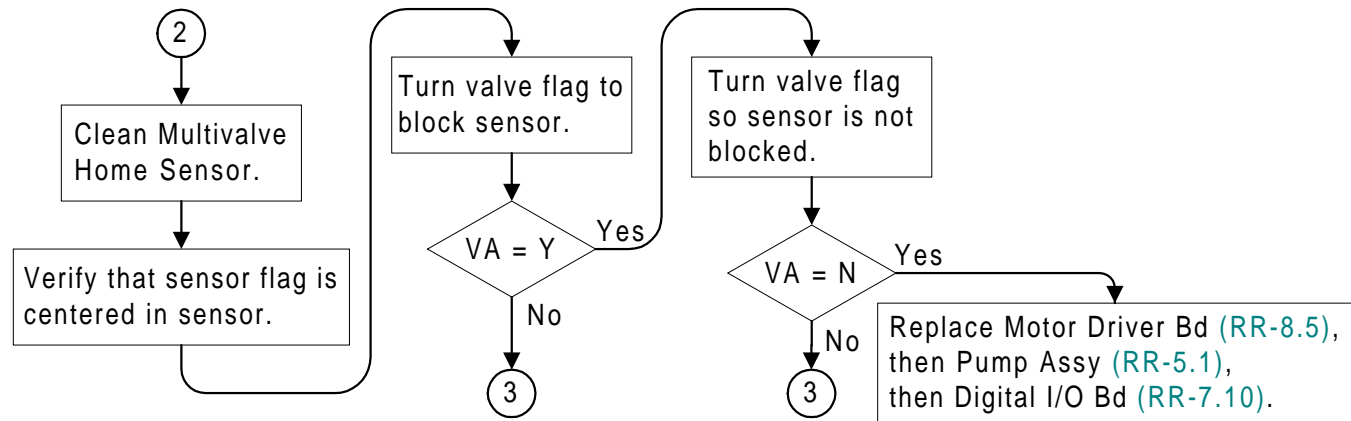 2
Clean Multivalve
Home Sensor.
Verify that sensor flag is
centered in sensor.
Turn valve flag to
block sensor.
VA = Y
Yes
No
3
Turn valve flag
so sensor is not
blocked.
VA = N
Yes
No
3
Replace Motor Driver Bd (RR-8.5),
then Pump Assy (RR-5.1),
then Digital I/O Bd (RR-7.10).